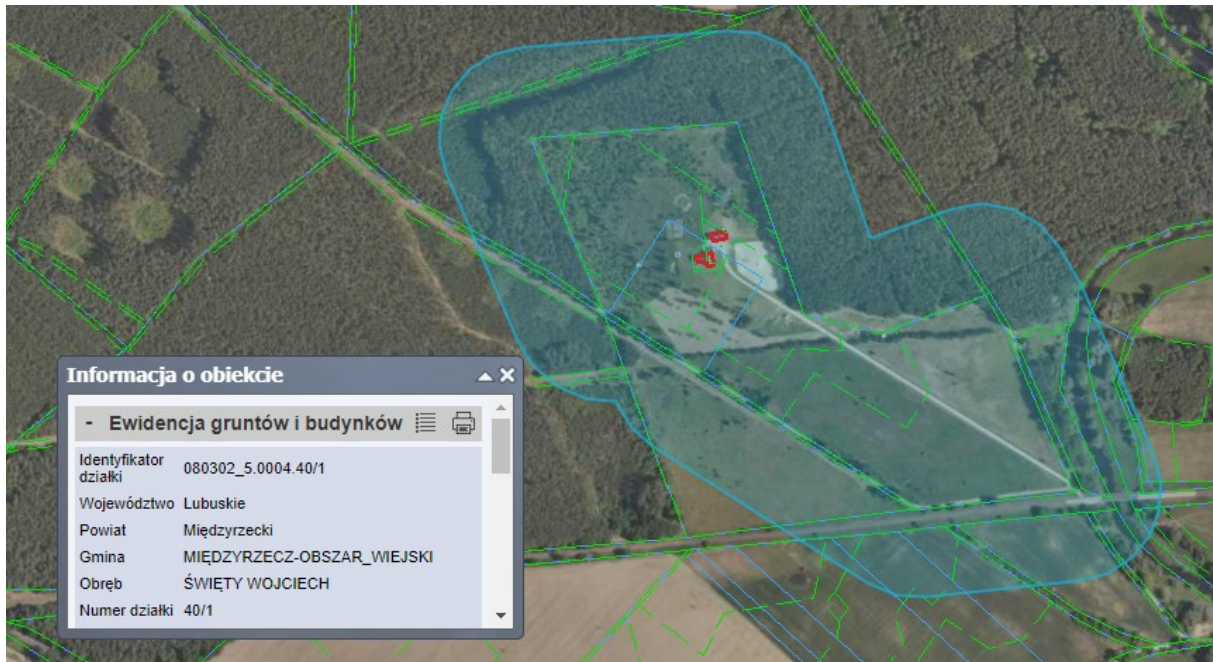 Informacja o obiekcie
- Ewidencja gruntów i budynków
Identyfikator działki 080302_5.0004.40/1
Województwo Lubuskie
Powiat Międzyrzecki
Gmina MIĘDZYRZECZ-OBSZAR_WIEJSKI
Obręb ŚWIĘTY WOJCIECH
Numer działki 40/1